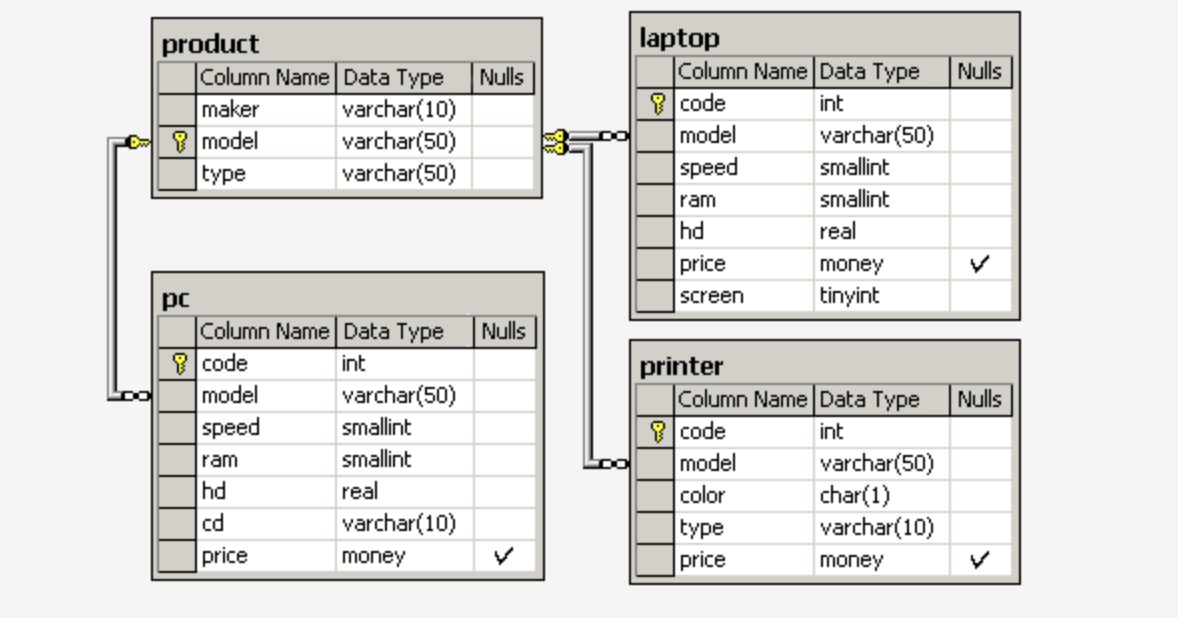 product
Column Name Data Type Nulls
maker varchar(10)
model varchar(50)
type varchar(50)
pc
Column Name Data Type Nulls
code int
model varchar(50)
speed smallint
ram smallint
hd real
cd varchar(10)
price money ✓
laptop
Column Name Data Type Nulls
code int
model varchar(50)
speed smallint
ram smallint
hd real
price money ✓
screen tinyint
printer
Column Name Data Type Nulls
code int
model varchar(50)
color char(1)
type varchar(10)
price money ✓